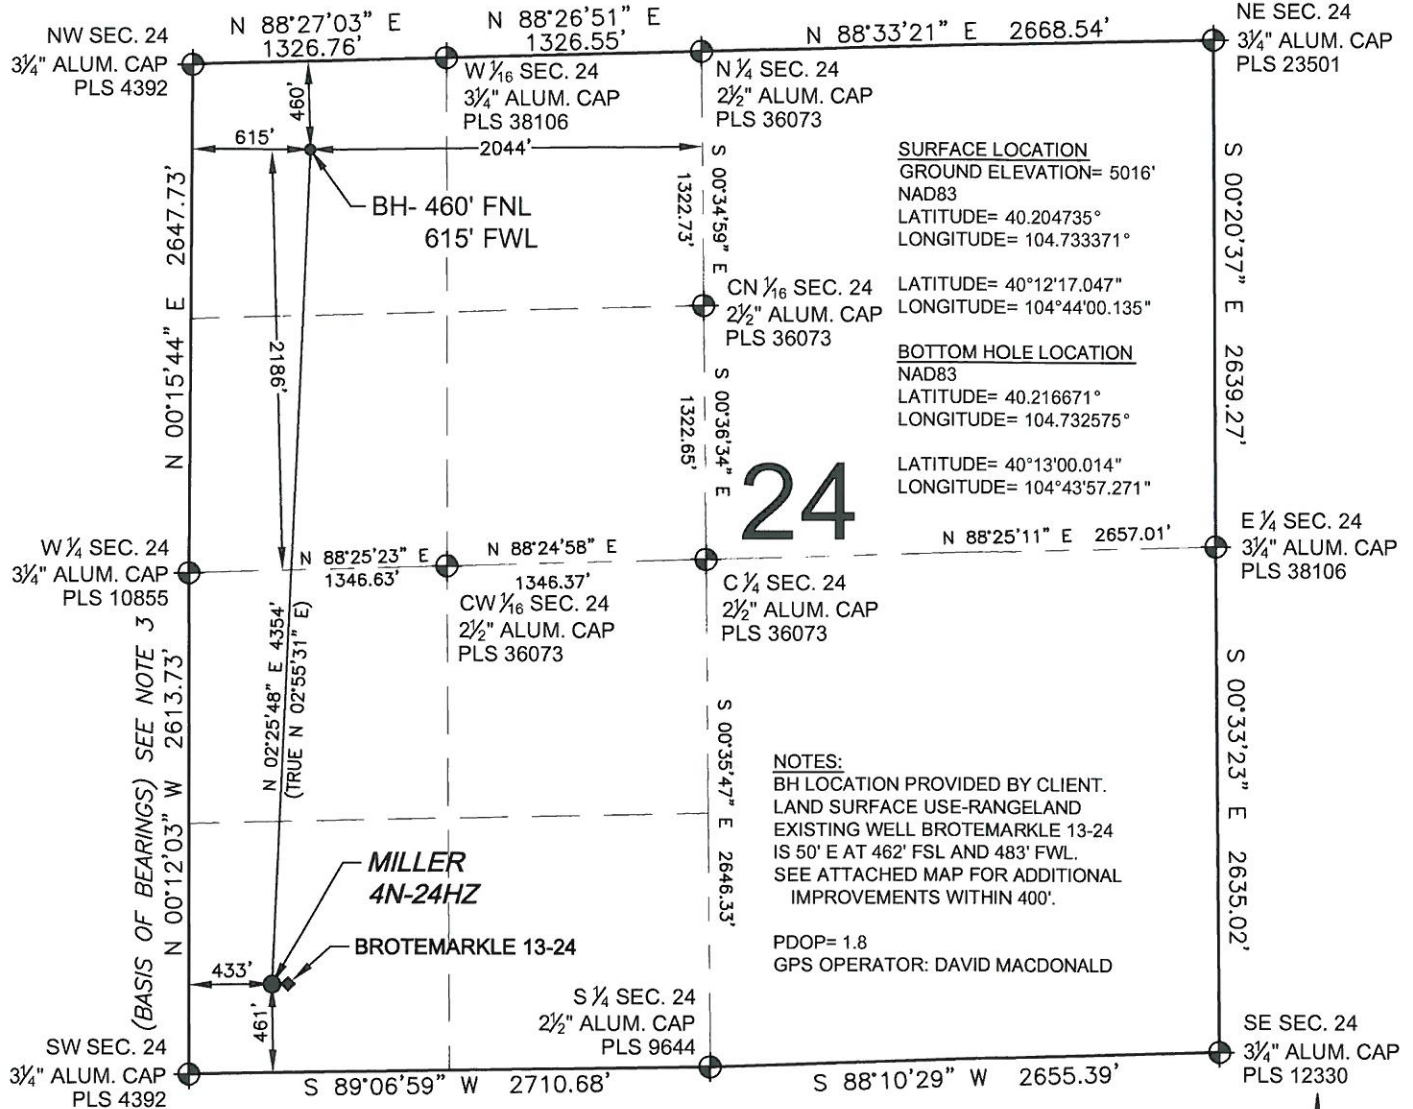 N 88°27'03" E
1326.76'
N 88°26'51" E
1326.55'
N 88°33'21" E 2668.54'
NW SEC. 24
3¼" ALUM. CAP
PLS 4392
W 1/16 SEC. 24
3¼" ALUM. CAP
PLS 38106
N ¼ SEC. 24
2½" ALUM. CAP
PLS 36073
NE SEC. 24
3¼" ALUM. CAP
PLS 23501
460'
615'
2044'
BH- 460' FNL
615' FWL
N 00°15'44" E 2647.73'
2186'
S 00°34'59" E
1322.73'
CN 1/16 SEC. 24
2½" ALUM. CAP
PLS 36073
S 00°36'34" E
1322.65'
SURFACE LOCATION
GROUND ELEVATION= 5016'
NAD83
LATITUDE= 40.204735°
LONGITUDE= 104.733371°
LATITUDE= 40°12'17.047"
LONGITUDE= 104°44'00.135"
BOTTOM HOLE LOCATION
NAD83
LATITUDE= 40.216671°
LONGITUDE= 104.732575°
LATITUDE= 40°13'00.014"
LONGITUDE= 104°43'57.271"
S 00°20'37" E 2639.27'
24
W ¼ SEC. 24
3¼" ALUM. CAP
PLS 10855
N 88°25'23" E
1346.63'
N 88°24'58" E
1346.37'
N 88°25'11" E 2657.01'
CW 1/16 SEC. 24
2½" ALUM. CAP
PLS 36073
C ¼ SEC. 24
2½" ALUM. CAP
PLS 36073
E ¼ SEC. 24
3¼" ALUM. CAP
PLS 38106
(BASIS OF BEARINGS) SEE NOTE 3
N 00°12'03" W 2613.73'
N 02°25'48" E 4354'
(TRUE N 02°55'31" E)
S 00°35'47" E 2646.33'
S 00°33'23" E 2635.02'
NOTES:
BH LOCATION PROVIDED BY CLIENT.
LAND SURFACE USE-RANGELAND
EXISTING WELL BROTEMARKLE 13-24
IS 50' E AT 462' FSL AND 483' FWL.
SEE ATTACHED MAP FOR ADDITIONAL
IMPROVEMENTS WITHIN 400'.
PDOP= 1.8
GPS OPERATOR: DAVID MACDONALD
MILLER
4N-24HZ
BROTEMARKLE 13-24
433'
461'
SW SEC. 24
3¼" ALUM. CAP
PLS 4392
S 89°06'59" W 2710.68'
S ¼ SEC. 24
2½" ALUM. CAP
PLS 9644
S 88°10'29" W 2655.39'
SE SEC. 24
3¼" ALUM. CAP
PLS 12330